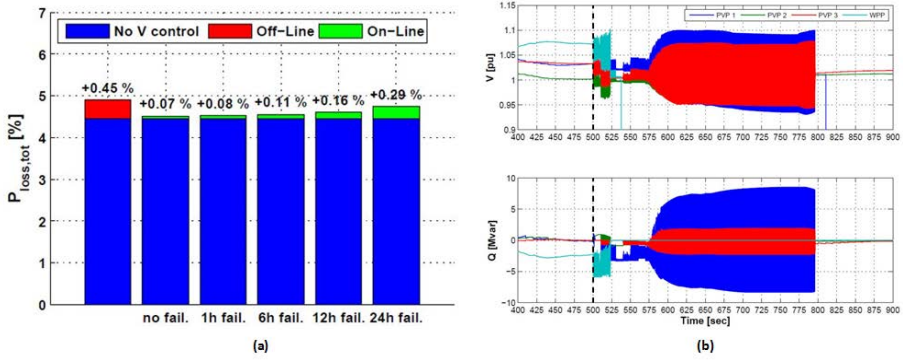 No V control Off-Line On-Line
+0.45 % +0.07 % +0.08 % +0.11 % +0.16 % +0.29 %
P loss,tot [%]
7
6
5
4
3
2
1
0
no fail. 1h fail. 6h fail. 12h fail. 24h fail.
(a)
PVP 1 PVP 2 PVP 3 WPP
V [pu]
1.1
1.05
1
0.95
0.9
400 425 450 475 500 525 550 575 600 625 650 675 700 725 750 775 800 825 850 875 900
Q [Mvar]
10
5
0
-5
-10
400 425 450 475 500 525 550 575 600 625 650 675 700 725 750 775 800 825 850 875 900
Time [sec]
(b)